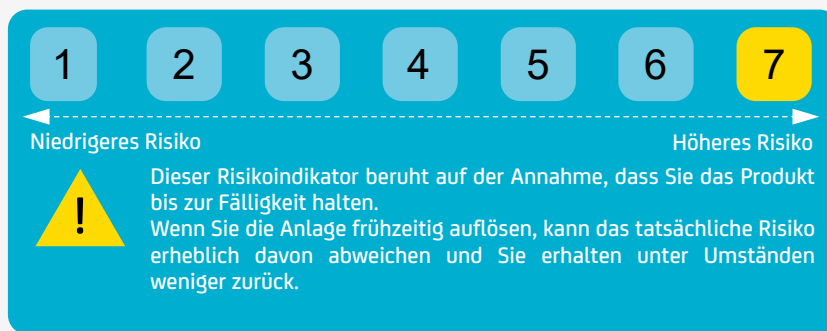 1 2 3 4 5 6 7
Niedrigeres Risiko Höheres Risiko
!
Dieser Risikoindikator beruht auf der Annahme, dass Sie das Produkt
bis zur Fälligkeit halten.
Wenn Sie die Anlage frühzeitig auflösen, kann das tatsächliche Risiko
erheblich davon abweichen und Sie erhalten unter Umständen
weniger zurück.